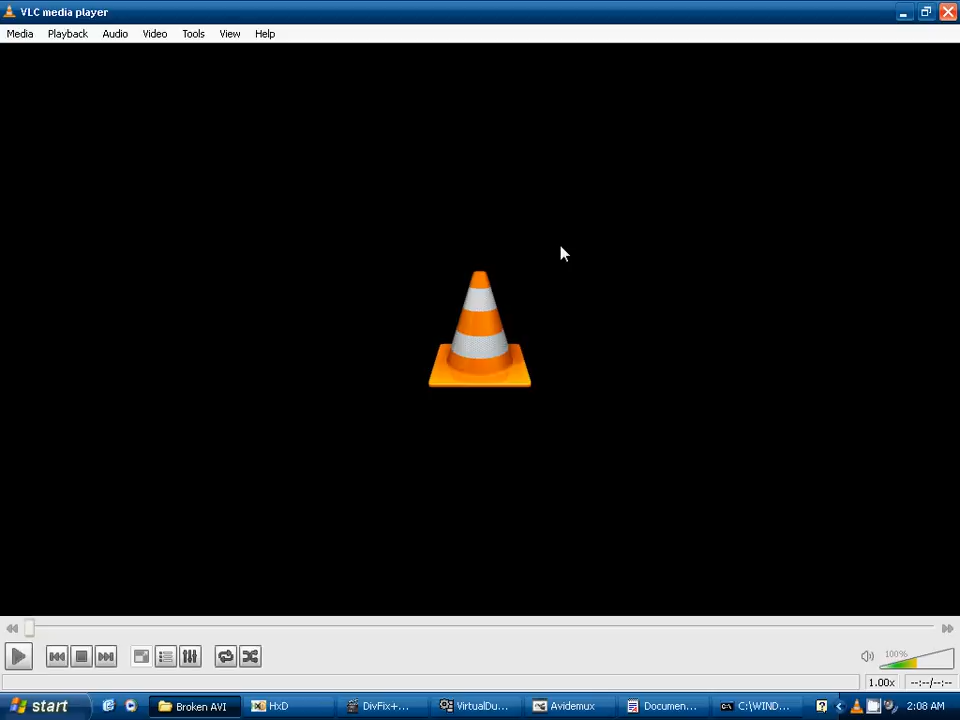 VLC media player
Media Playback Audio Video Tools View Help
100%
1.00x --:--/--:--
start Broken AVI HxD DivFix+... VirtualDu... Avidemux Documen... C:\WIND... 2:08 AM